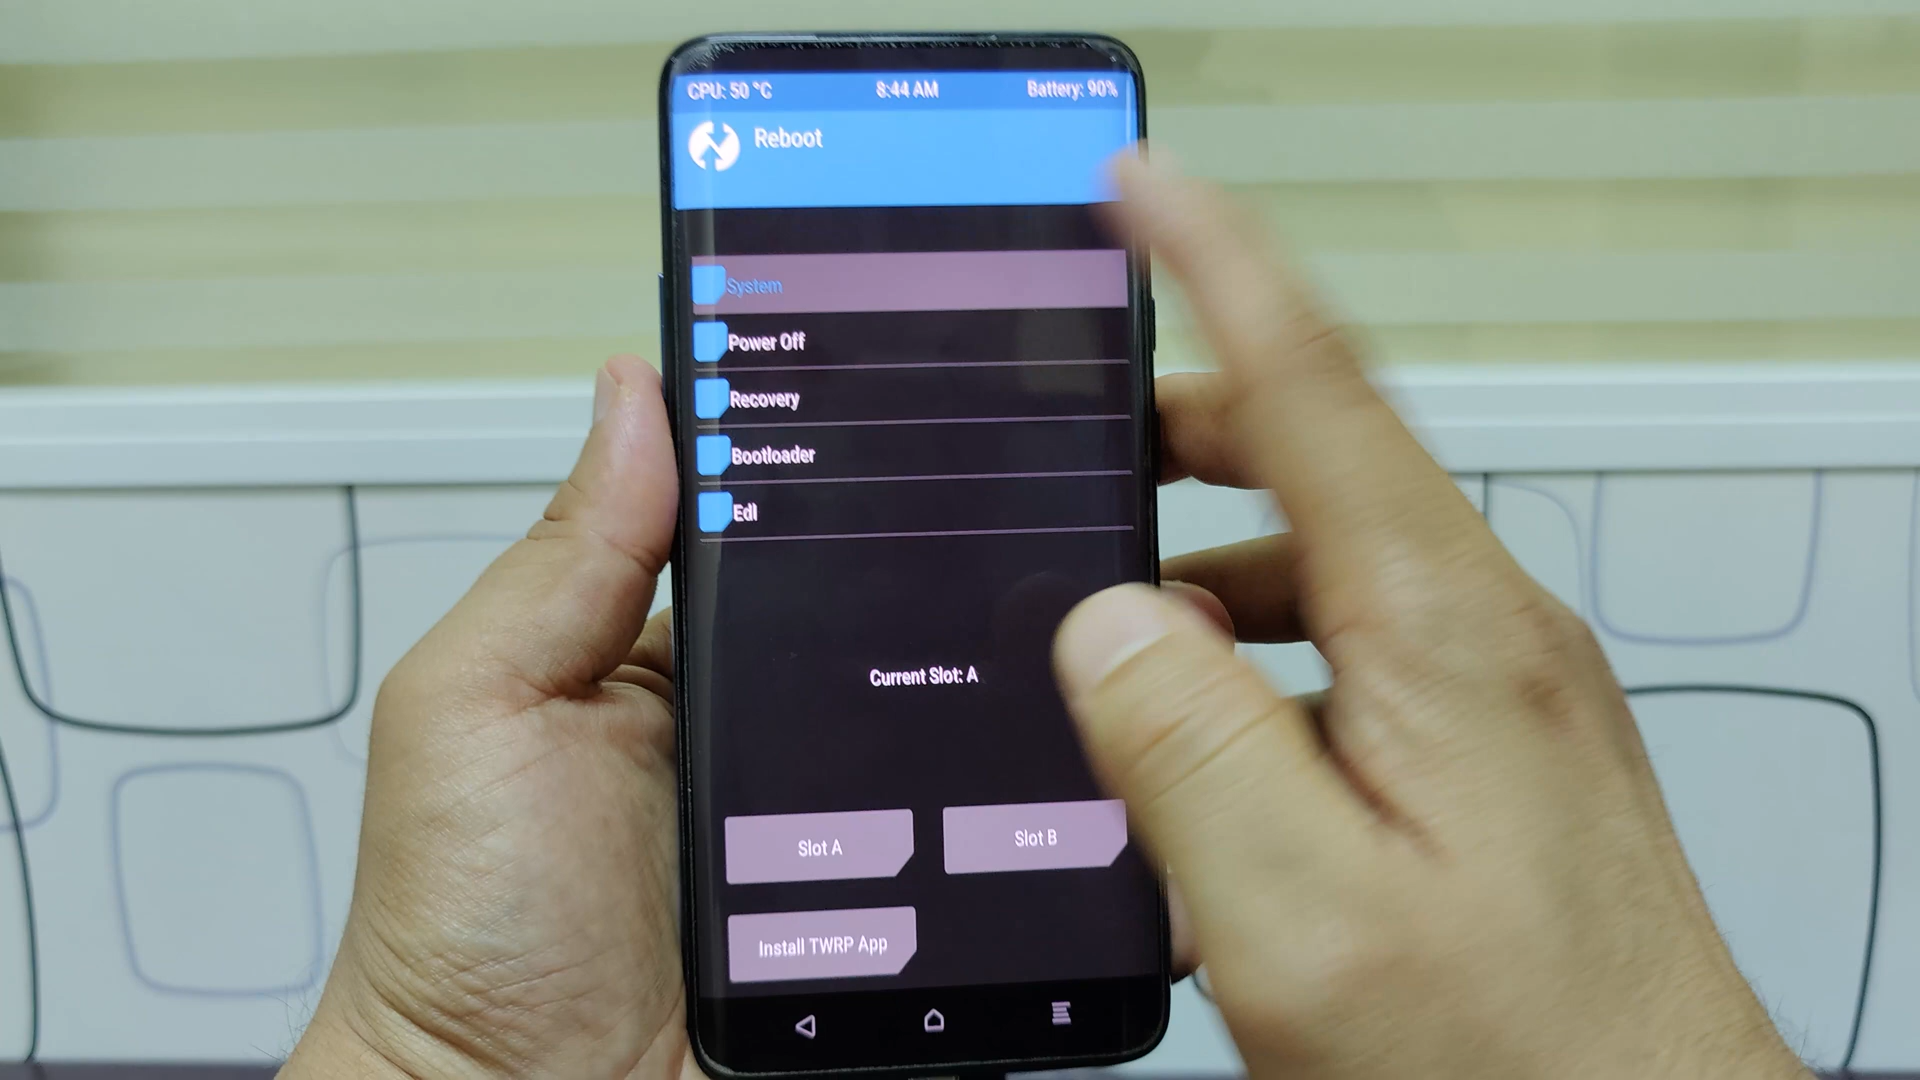 CPU: 50 °C 8:44 AM Battery: 90%
Reboot
System
Power Off
Recovery
Bootloader
Edl
Current Slot: A
Slot A Slot B
Install TWRP App